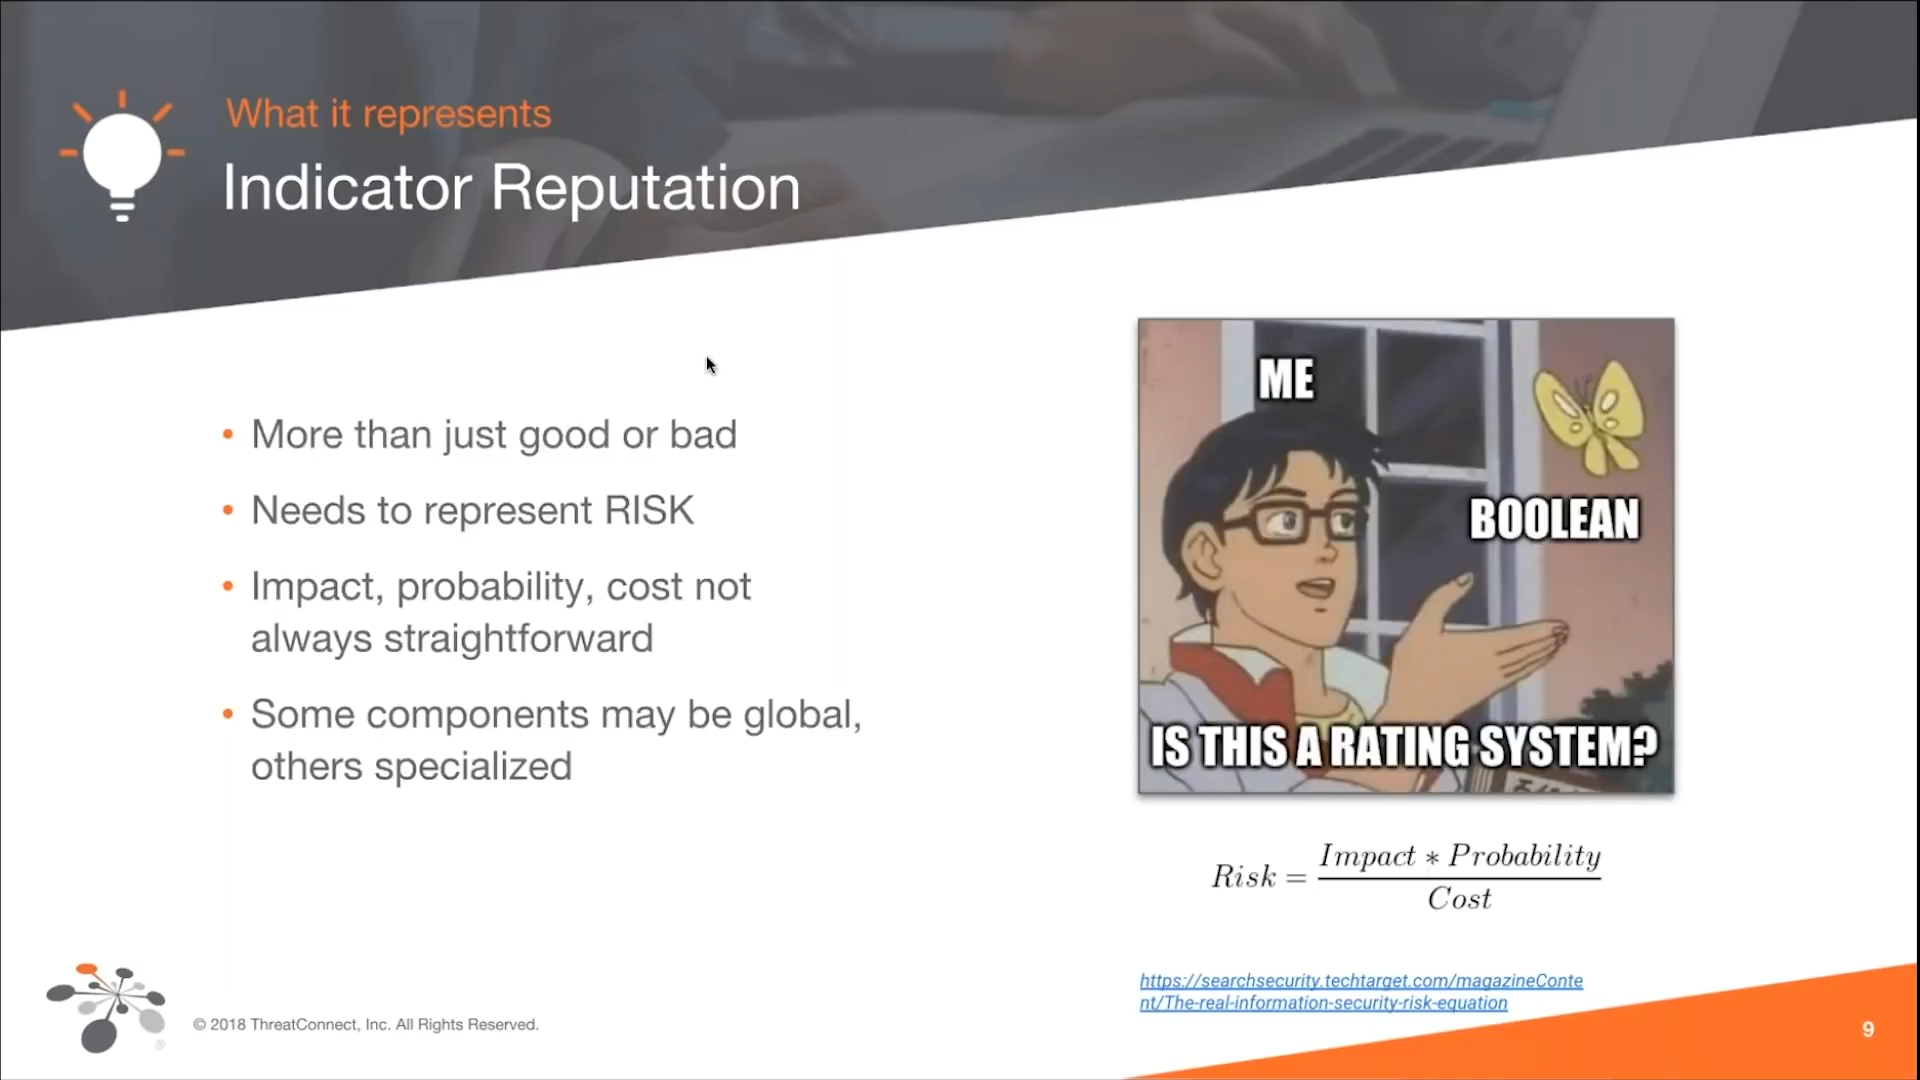 What it represents
Indicator Reputation
• More than just good or bad
• Needs to represent RISK
• Impact, probability, cost not
always straightforward
• Some components may be global,
others specialized
ME
BOOLEAN
IS THIS A RATING SYSTEM?
Risk = Impact * Probability
Cost
https://searchsecurity.techtarget.com/magazineConte
nt/The-real-information-security-risk-equation
® © 2018 ThreatConnect, Inc. All Rights Reserved.
9